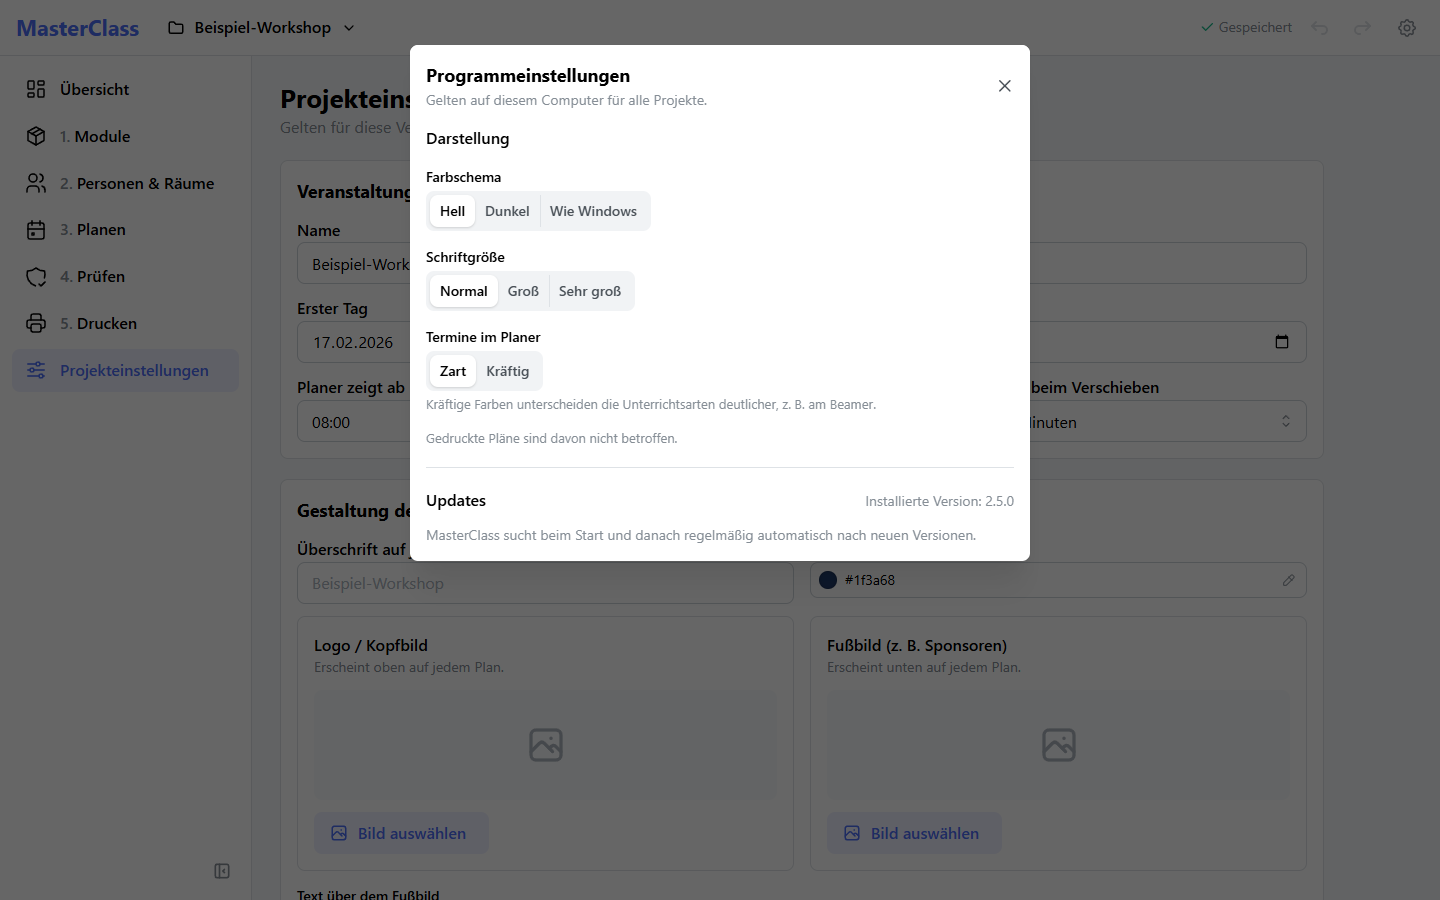 MasterClass
Beispiel-Workshop
Gespeichert
Übersicht
1. Module
2. Personen & Räume
3. Planen
4. Prüfen
5. Drucken
Projekteinstellungen
Gelten für diese
Veranstaltung
Name
Erster Tag
17.02.2026
Planer zeigt ab
08:00
beim Verschieben
Programmeinstellungen
Gelten auf diesem Computer für alle Projekte.
Darstellung
Farbschema
Hell Dunkel Wie Windows
Schriftgröße
Normal Groß Sehr groß
Termine im Planer
Zart Kräftig
Kräftige Farben unterscheiden die Unterrichtsarten deutlicher, z. B. am Beamer.
Gedruckte Pläne sind davon nicht betroffen.
Updates
Installierte Version: 2.5.0
MasterClass sucht beim Start und danach regelmäßig automatisch nach neuen Versionen.
Gestaltung
Überschrift auf
Beispiel-Workshop
#1f3a68
Logo / Kopfbild
Erscheint oben auf jedem Plan.
Bild auswählen
Fußbild (z. B. Sponsoren)
Erscheint unten auf jedem Plan.
Bild auswählen
Text über dem Fußbild